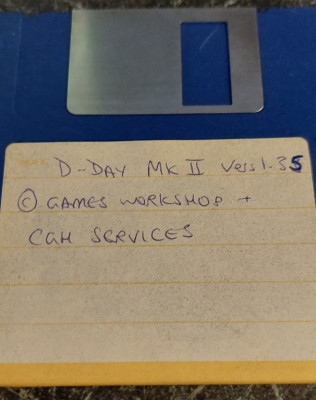 D-DAY MK II Vers 1.35
© GAMES WORKSHOP +
CGH SERVICES